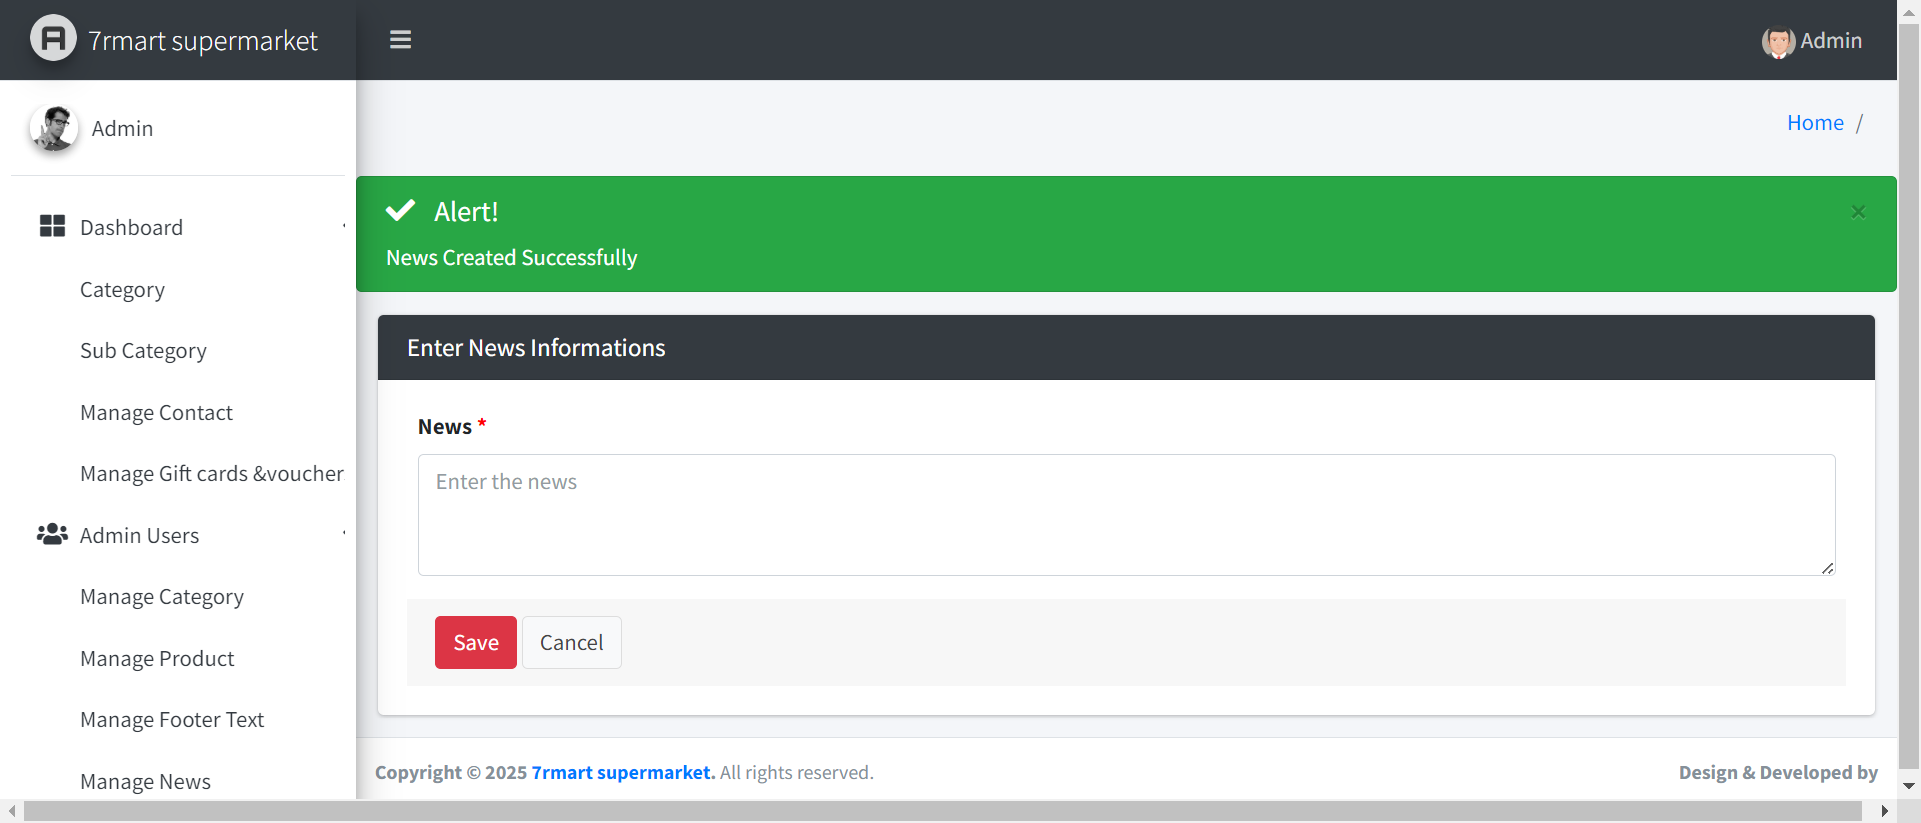 7rmart supermarket
Admin
Admin
Home /
Dashboard
Category
Sub Category
Manage Contact
Manage Gift cards &voucher
Admin Users
Manage Category
Manage Product
Manage Footer Text
Manage News
Alert!
×
News Created Successfully
Enter News Informations
News *
Enter the news
Save Cancel
Copyright © 2025 7rmart supermarket. All rights reserved.
Design & Developed by